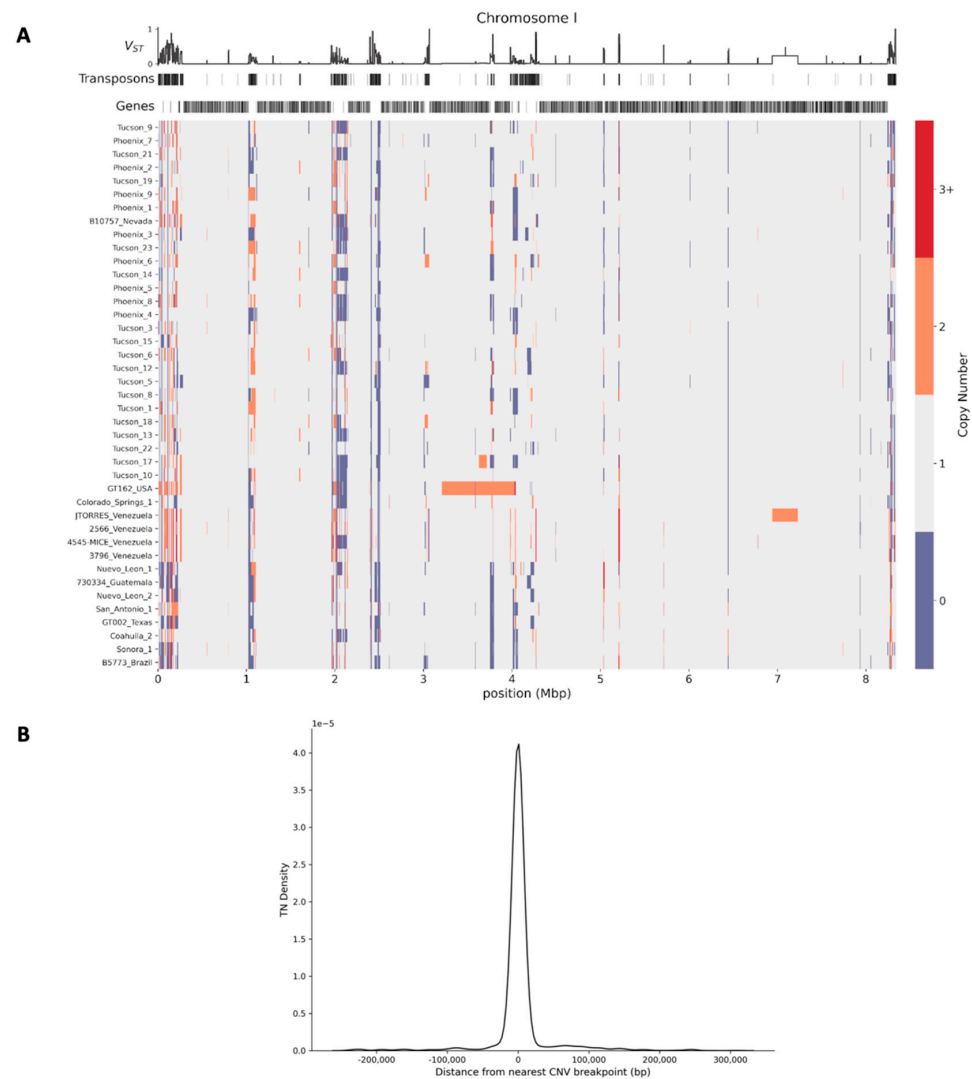 A
Chromosome I
1
V_ST
0
Transposons
Genes
Tucson_9
Phoenix_7
Tucson_21
Phoenix_2
Tucson_19
Phoenix_9
Phoenix_1
B10757_Nevada
Phoenix_3
Tucson_23
Phoenix_6
Tucson_14
Phoenix_5
Phoenix_8
Phoenix_4
Tucson_3
Tucson_15
Tucson_6
Tucson_12
Tucson_5
Tucson_8
Tucson_1
Tucson_18
Tucson_13
Tucson_22
Tucson_17
Tucson_10
GT162_USA
Colorado_Springs_1
JTORRES_Venezuela
2566_Venezuela
4545-MICE_Venezuela
3796_Venezuela
Nuevo_Leon_1
730334_Guatemala
Nuevo_Leon_2
San_Antonio_1
GT002_Texas
Coahuila_2
Sonora_1
B5773_Brazil
0 1 2 3 4 5 6 7 8
position (Mbp)
3+
2
1
0
Copy Number
B
1e-5
4.0
3.5
3.0
2.5
2.0
1.5
1.0
0.5
0.0
TN Density
-200,000 -100,000 0 100,000 200,000 300,000
Distance from nearest CNV breakpoint (bp)